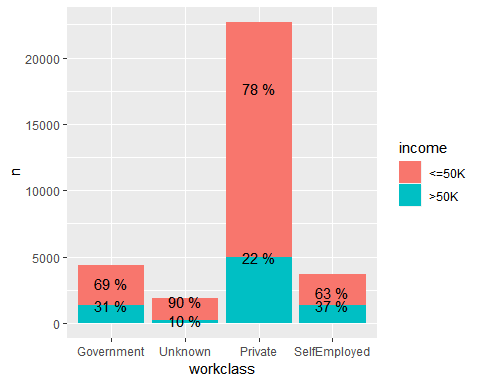 20000
15000
10000
5000
0
n
78 %
22 %
69 %
31 %
90 %
10 %
63 %
37 %
Government Unknown Private SelfEmployed
workclass
income
<=50K
>50K